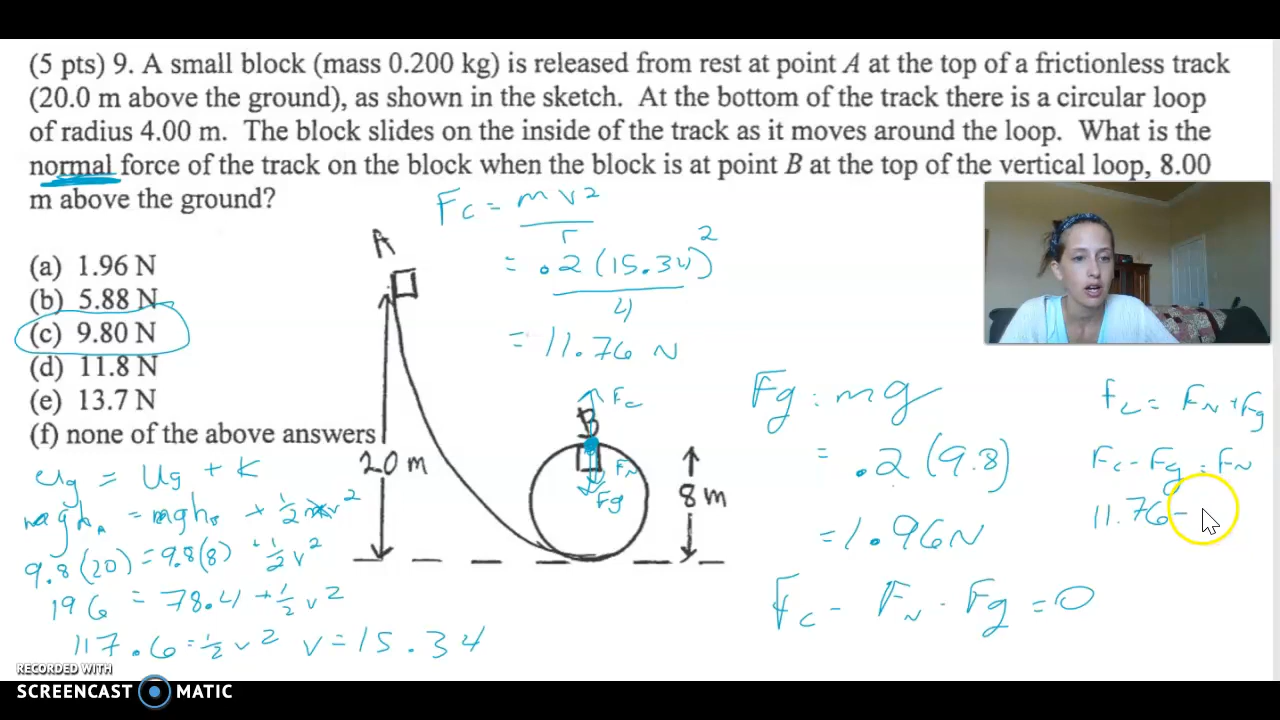 (5 pts) 9. A small block (mass 0.200 kg) is released from rest at point A at the top of a frictionless track
(20.0 m above the ground), as shown in the sketch. At the bottom of the track there is a circular loop
of radius 4.00 m. The block slides on the inside of the track as it moves around the loop. What is the
normal force of the track on the block when the block is at point B at the top of the vertical loop, 8.00
m above the ground?
Fc = mv²
r
= .2 (15.34)²
4
= 11.76 N
(a) 1.96 N
(b) 5.88 N
(c) 9.80 N
(d) 11.8 N
(e) 13.7 N
(f) none of the above answers
A
20 m
B
Fc
FN
Fg
8 m
Ug = Ug + K
mghA = mghB + ½mv²
9.8(20) = 9.8(8) + ½v²
196 = 78.4 + ½v²
117.6 = ½v² v = 15.34
Fg = mg
= .2 (9.8)
= 1.96N
Fc - FN - Fg = 0
Fc = FN + Fg
Fc - Fg = FN
11.76 -
RECORDED WITH
SCREENCAST MATIC